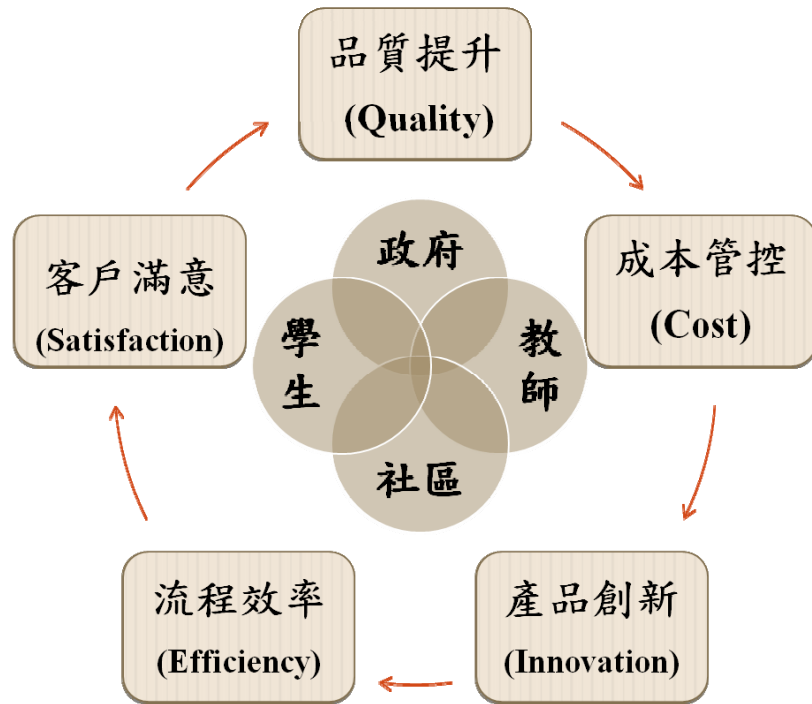 品質提升
(Quality)
成本管控
(Cost)
產品創新
(Innovation)
流程效率
(Efficiency)
客戶滿意
(Satisfaction)
政府
學
生
教
師
社區